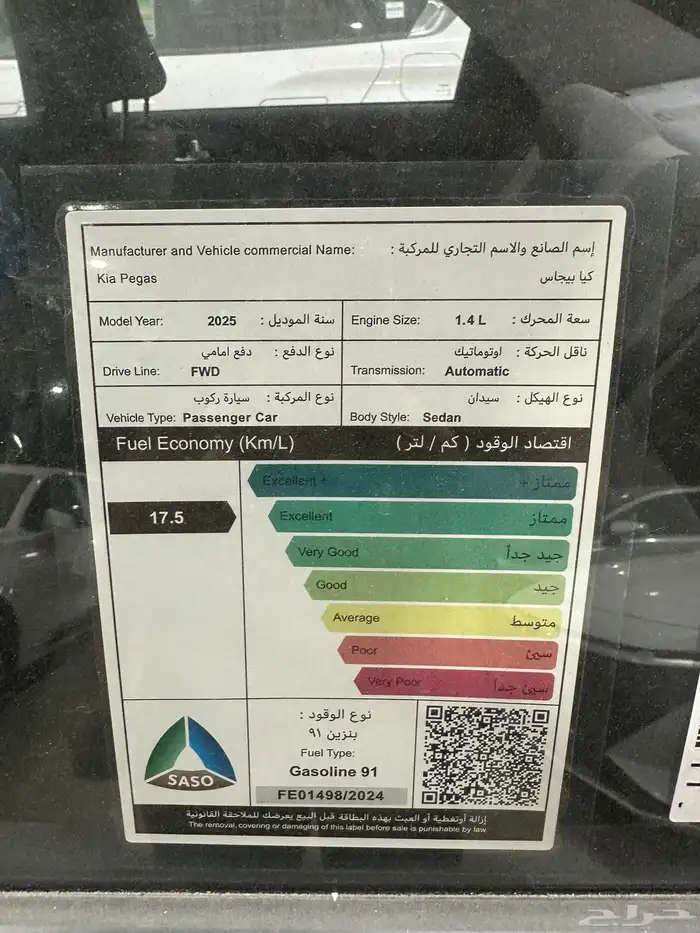 Manufacturer and Vehicle commercial Name: إسم الصانع والاسم التجاري للمركبة :
Kia Pegas كيا بيجاس
Model Year: 2025 سنة الموديل :
Engine Size: 1.4 L سعة المحرك :
نوع الدفع : دفع امامي
Drive Line: FWD
ناقل الحركة : اوتوماتيك
Transmission: Automatic
نوع المركبة : سيارة ركوب
Vehicle Type: Passenger Car
نوع الهيكل : سيدان
Body Style: Sedan
Fuel Economy (Km/L) اقتصاد الوقود ( كم / لتر )
17.5
Excellent + ممتاز +
Excellent ممتاز
Very Good جيد جداً
Good جيد
Average متوسط
Poor سيئ
Very Poor سيئ جداً
SASO
نوع الوقود :
بنزين ٩١
Fuel Type:
Gasoline 91
FE01498/2024
إزالة أوتغطية أو العبث بهذه البطاقة قبل البيع يعرضك للملاحقة القانونية
The removal, covering or damaging of this label before sale is punishable by law
حراج